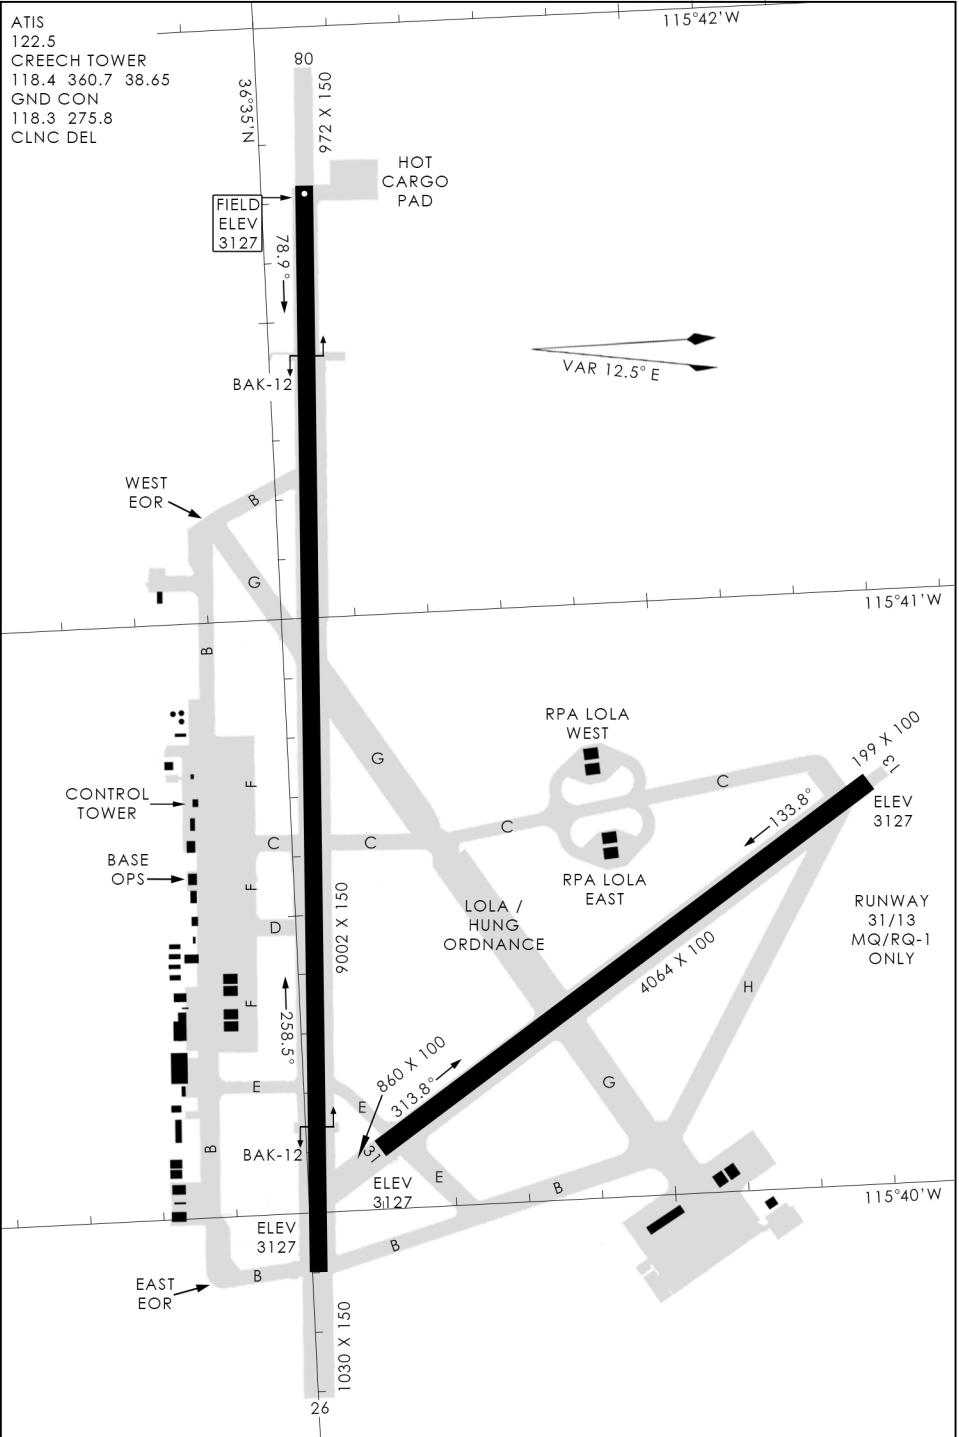 ATIS
122.5
CREECH TOWER
118.4 360.7 38.65
GND CON
118.3 275.8
CLNC DEL
115°42'W
36°35'N
08
972 X 150
HOT
CARGO
PAD
FIELD
ELEV
3127
78.9°
VAR 12.5° E
BAK-12
WEST
EOR
B
G
115°41'W
B
RPA LOLA
WEST
G
C
199 X 100
13
F
CONTROL
TOWER
133.8°
ELEV
3127
C
C
C
BASE
OPS
F
RPA LOLA
EAST
9002 X 150
LOLA /
HUNG
ORDNANCE
RUNWAY
31/13
MQ/RQ-1
ONLY
D
4064 X 100
H
F
258.5°
860 X 100
313.8°
E
E
G
B
BAK-12
31
E
ELEV
3127
B
115°40'W
ELEV
3127
B
B
EAST
EOR
1030 X 150
26